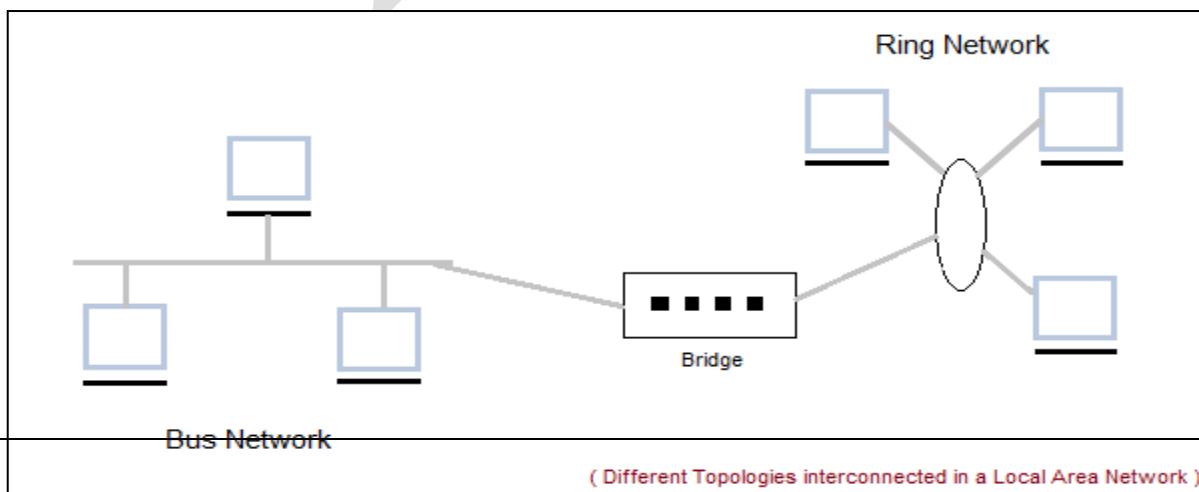 Ring Network
Bridge
Bus Network
( Different Topologies interconnected in a Local Area Network )